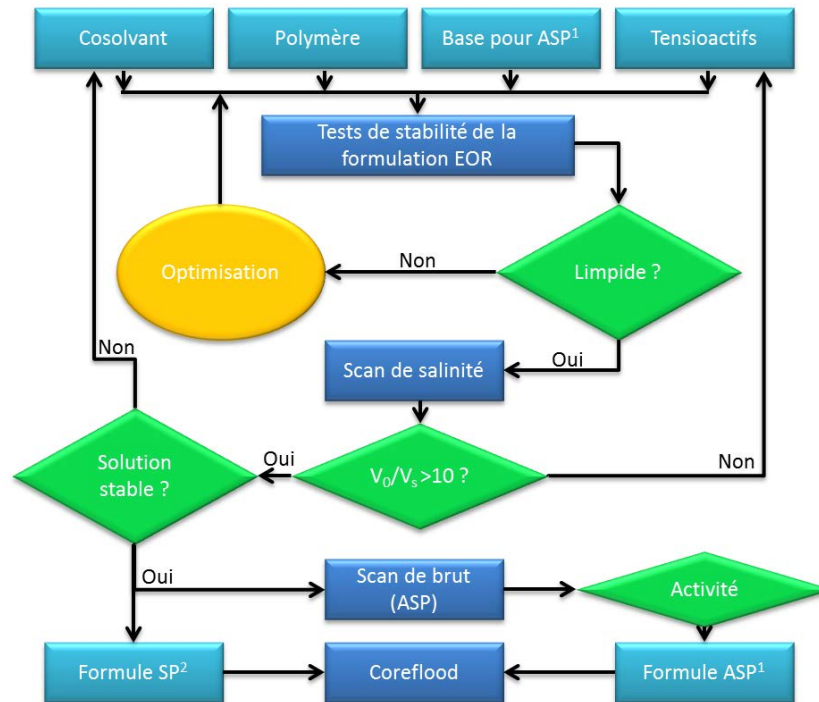 Cosolvant
Polymère
Base pour ASP¹
Tensioactifs
Tests de stabilité de la
formulation EOR
Optimisation
Non
Limpide ?
Non
Oui
Scan de salinité
Solution
stable ?
Oui
V₀/Vₛ>10 ?
Non
Oui
Scan de brut
(ASP)
Activité
Formule SP²
Coreflood
Formule ASP¹